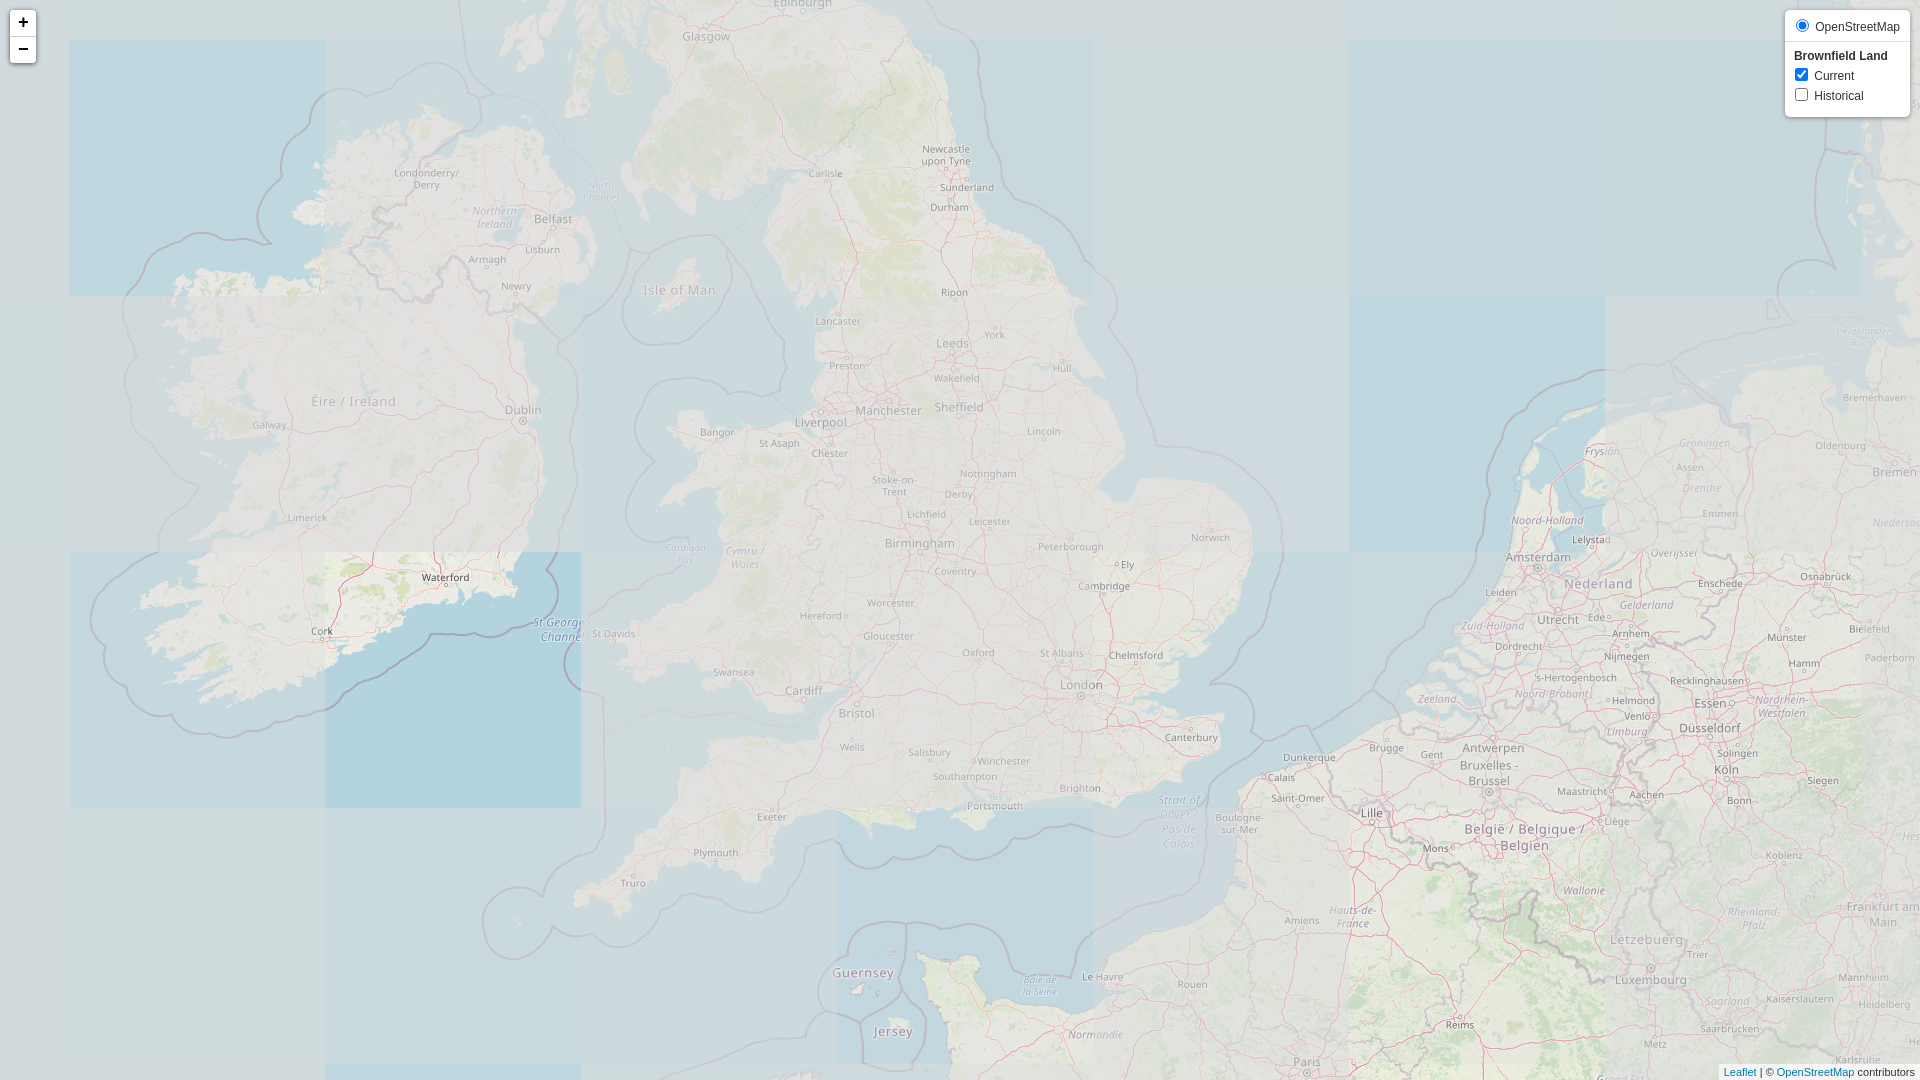 +
−
OpenStreetMap
Brownfield Land
Current
Historical
Edinburgh
Glasgow
Newcastle
upon Tyne
Carlisle
Sunderland
Durham
Londonderry/
Derry
North
Channel
Northern
Ireland
Belfast
Lisburn
Armagh
Newry
Isle of Man
Ripon
Lancaster
York
Leeds
Preston
Wakefield
Hull
Helgoländer
Bucht
Bremerhaven
Éire / Ireland
Dublin
Galway
Manchester
Sheffield
Liverpool
Bangor
St Asaph
Chester
Lincoln
Groningen
Oldenburg
Fryslân
Assen
Bremen
Nottingham
Stoke-on-
Trent
Derby
Drenthe
Limerick
Lichfield
Leicester
Emmen
Noord-Holland
Birmingham
Peterborough
Norwich
Lelystad
Cardigan
Bay
Cymru /
Wales
Coventry
Ely
Cambridge
Amsterdam
Overijssel
Nederland
Enschede
Osnabrück
Waterford
Leiden
Worcester
Hereford
Gelderland
Utrecht
Ede
Zuid-Holland
Arnhem
Münster
Bielefeld
Cork
St George's
Channel
St Davids
Gloucester
Oxford
St Albans
Chelmsford
Dordrecht
Nijmegen
Hamm
Paderborn
Swansea
Cardiff
London
's-Hertogenbosch
Recklinghausen
Noord-Brabant
Zeeland
Helmond
Essen
Nordrhein-
Westfalen
Bristol
Venlo
Düsseldorf
Limburg
Canterbury
Wells
Salisbury
Winchester
Southampton
Brugge
Gent
Antwerpen
Dunkerque
Solingen
Bruxelles -
Brussel
Köln
Calais
Siegen
Brighton
Maastricht
Aachen
Saint-Omer
Bonn
Portsmouth
Strait of
Dover /
Pas de
Calais
Exeter
Boulogne-
sur-Mer
Lille
Liège
België / Belgique /
Belgien
Mons
Plymouth
Koblenz
Truro
Wallonie
Hauts-de-
France
Amiens
Rheinland-
Pfalz
Frankfurt am
Main
Lëtzebuerg
Trier
Guernsey
Le Havre
Baie de
la Seine
Rouen
Luxembourg
Mannheim
Saarland
Kaiserslautern
Heidelberg
Jersey
Normandie
Reims
Saarbrücken
Metz
Paris
Karlsruhe
Leaflet | © OpenStreetMap contributors